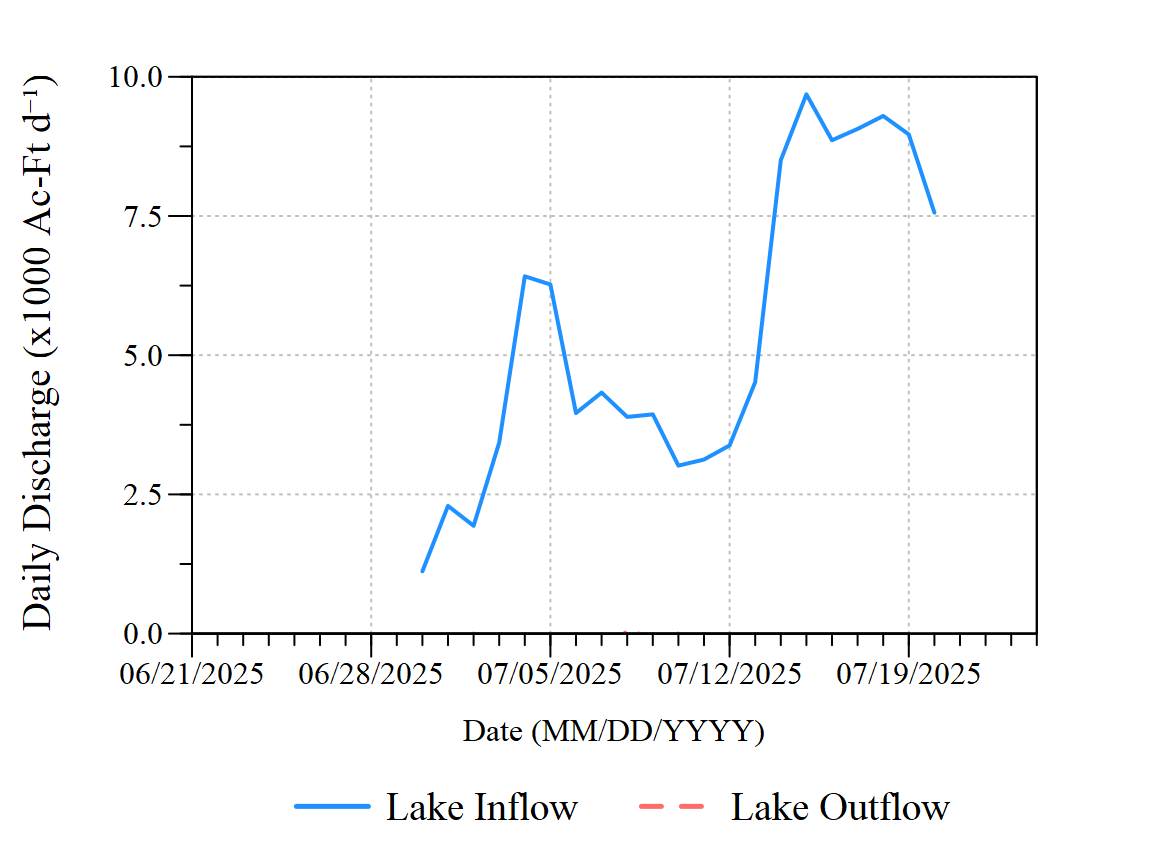 Daily Discharge (x1000 Ac-Ft d⁻¹)
10.0
7.5
5.0
2.5
0.0
06/21/2025 06/28/2025 07/05/2025 07/12/2025 07/19/2025
Date (MM/DD/YYYY)
Lake Inflow Lake Outflow